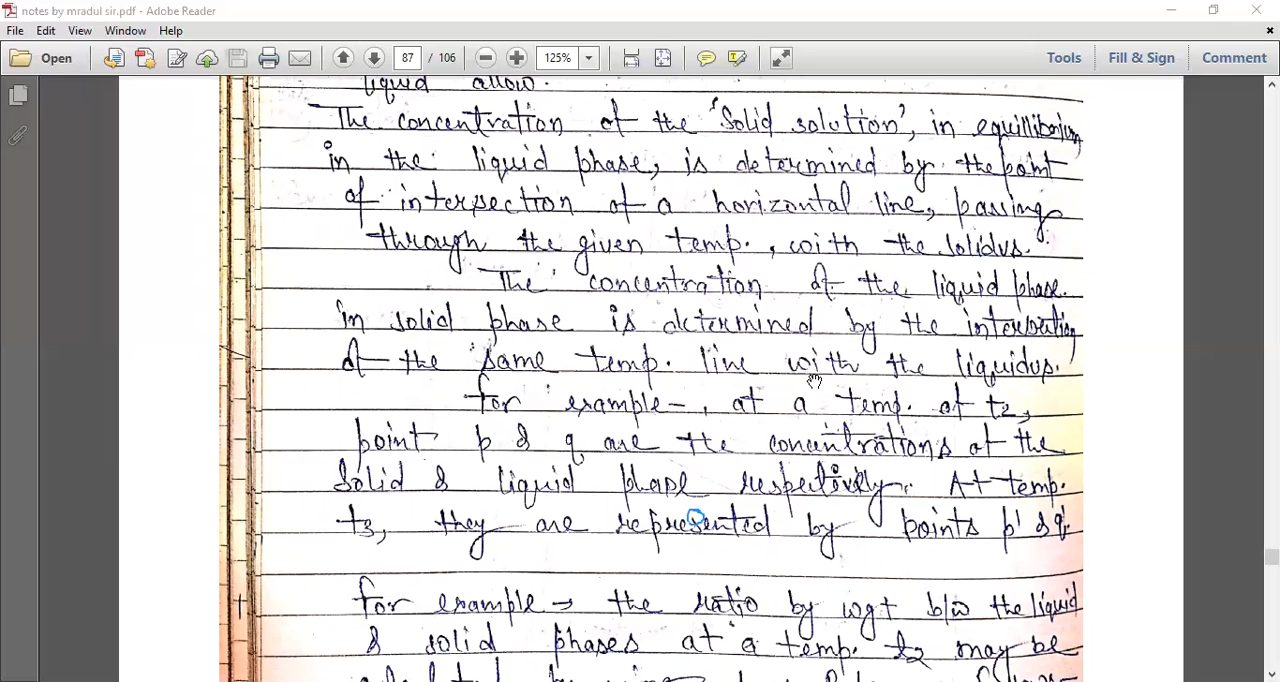 notes by mradul sir.pdf - Adobe Reader
File Edit View Window Help
Open 87 / 106 125% Tools Fill & Sign Comment
liquid allow.
The concentration of the 'Solid solution', in equillibrium
in the liquid phase, is determined by the point
of intersection of a horizontal line, passing
through the given temp., with the solidus.
The concentration of the liquid phase
in solid phase is determined by the
of the same temp. line with the liquidus.
for example-, at a temp. of t2,
point p & q are the concentrations of the
Solid & liquid phase respectively. At temp.
t3, they are represented by points p' & q'
for example → the ratio by wgt b/w the liquid
& solid phases at a temp. t2 may be